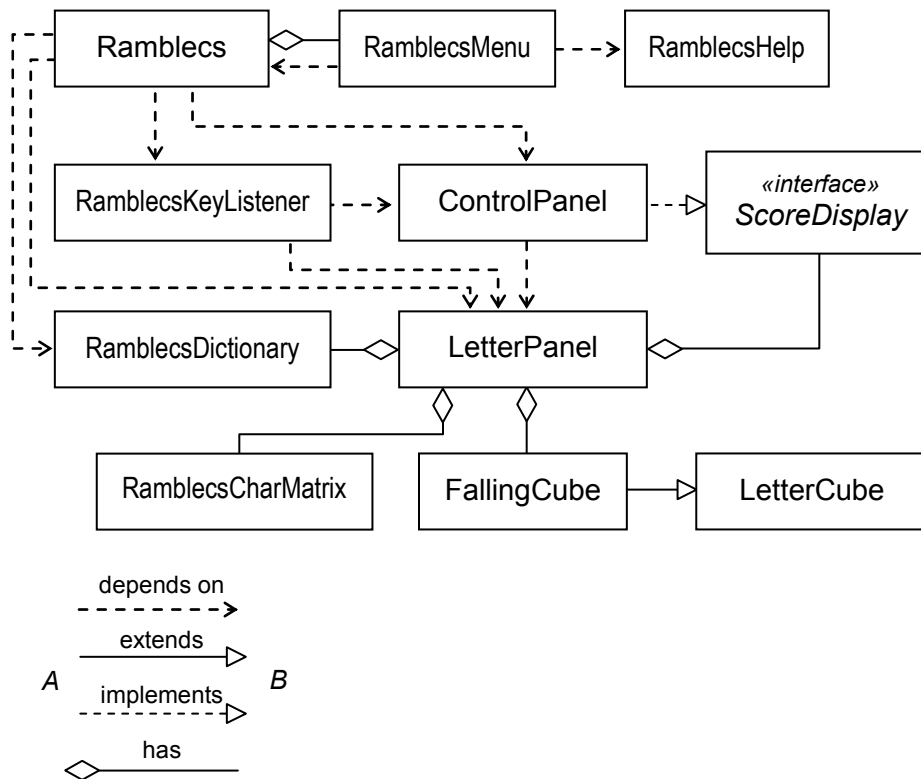 Ramblecs
RamblecsMenu
RamblecsHelp
RamblecsKeyListener
ControlPanel
«interface»
ScoreDisplay
RamblecsDictionary
LetterPanel
RamblecsCharMatrix
FallingCube
LetterCube
depends on
extends
A
B
implements
has